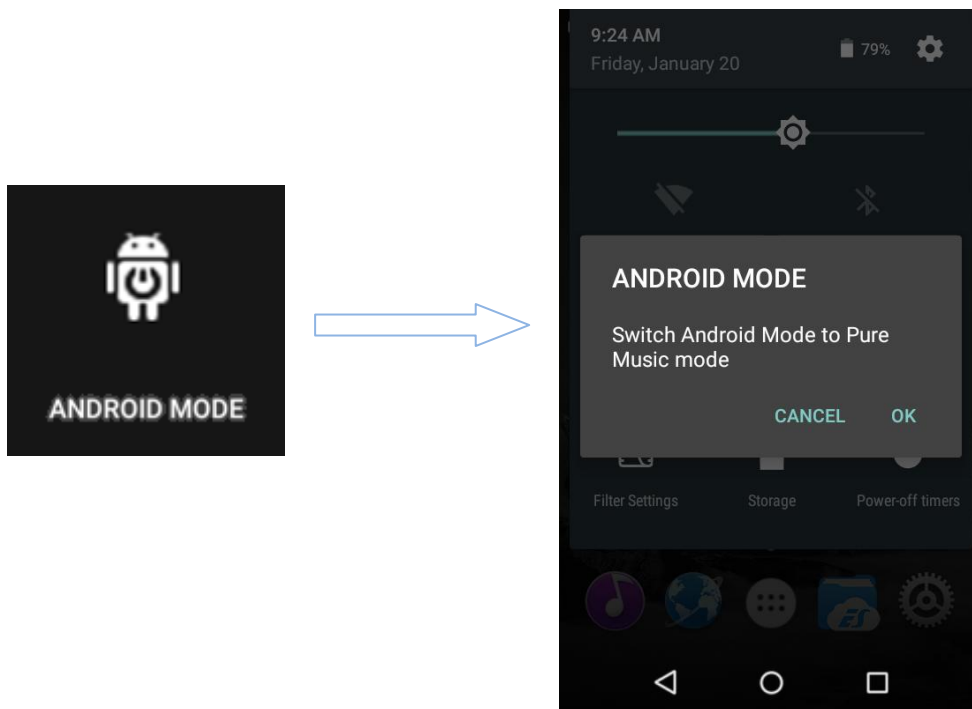 ANDROID MODE
9:24 AM
79%
Friday, January 20
ANDROID MODE
Switch Android Mode to Pure
Music mode
CANCEL OK
Filter Settings Storage Power-off timers
ES